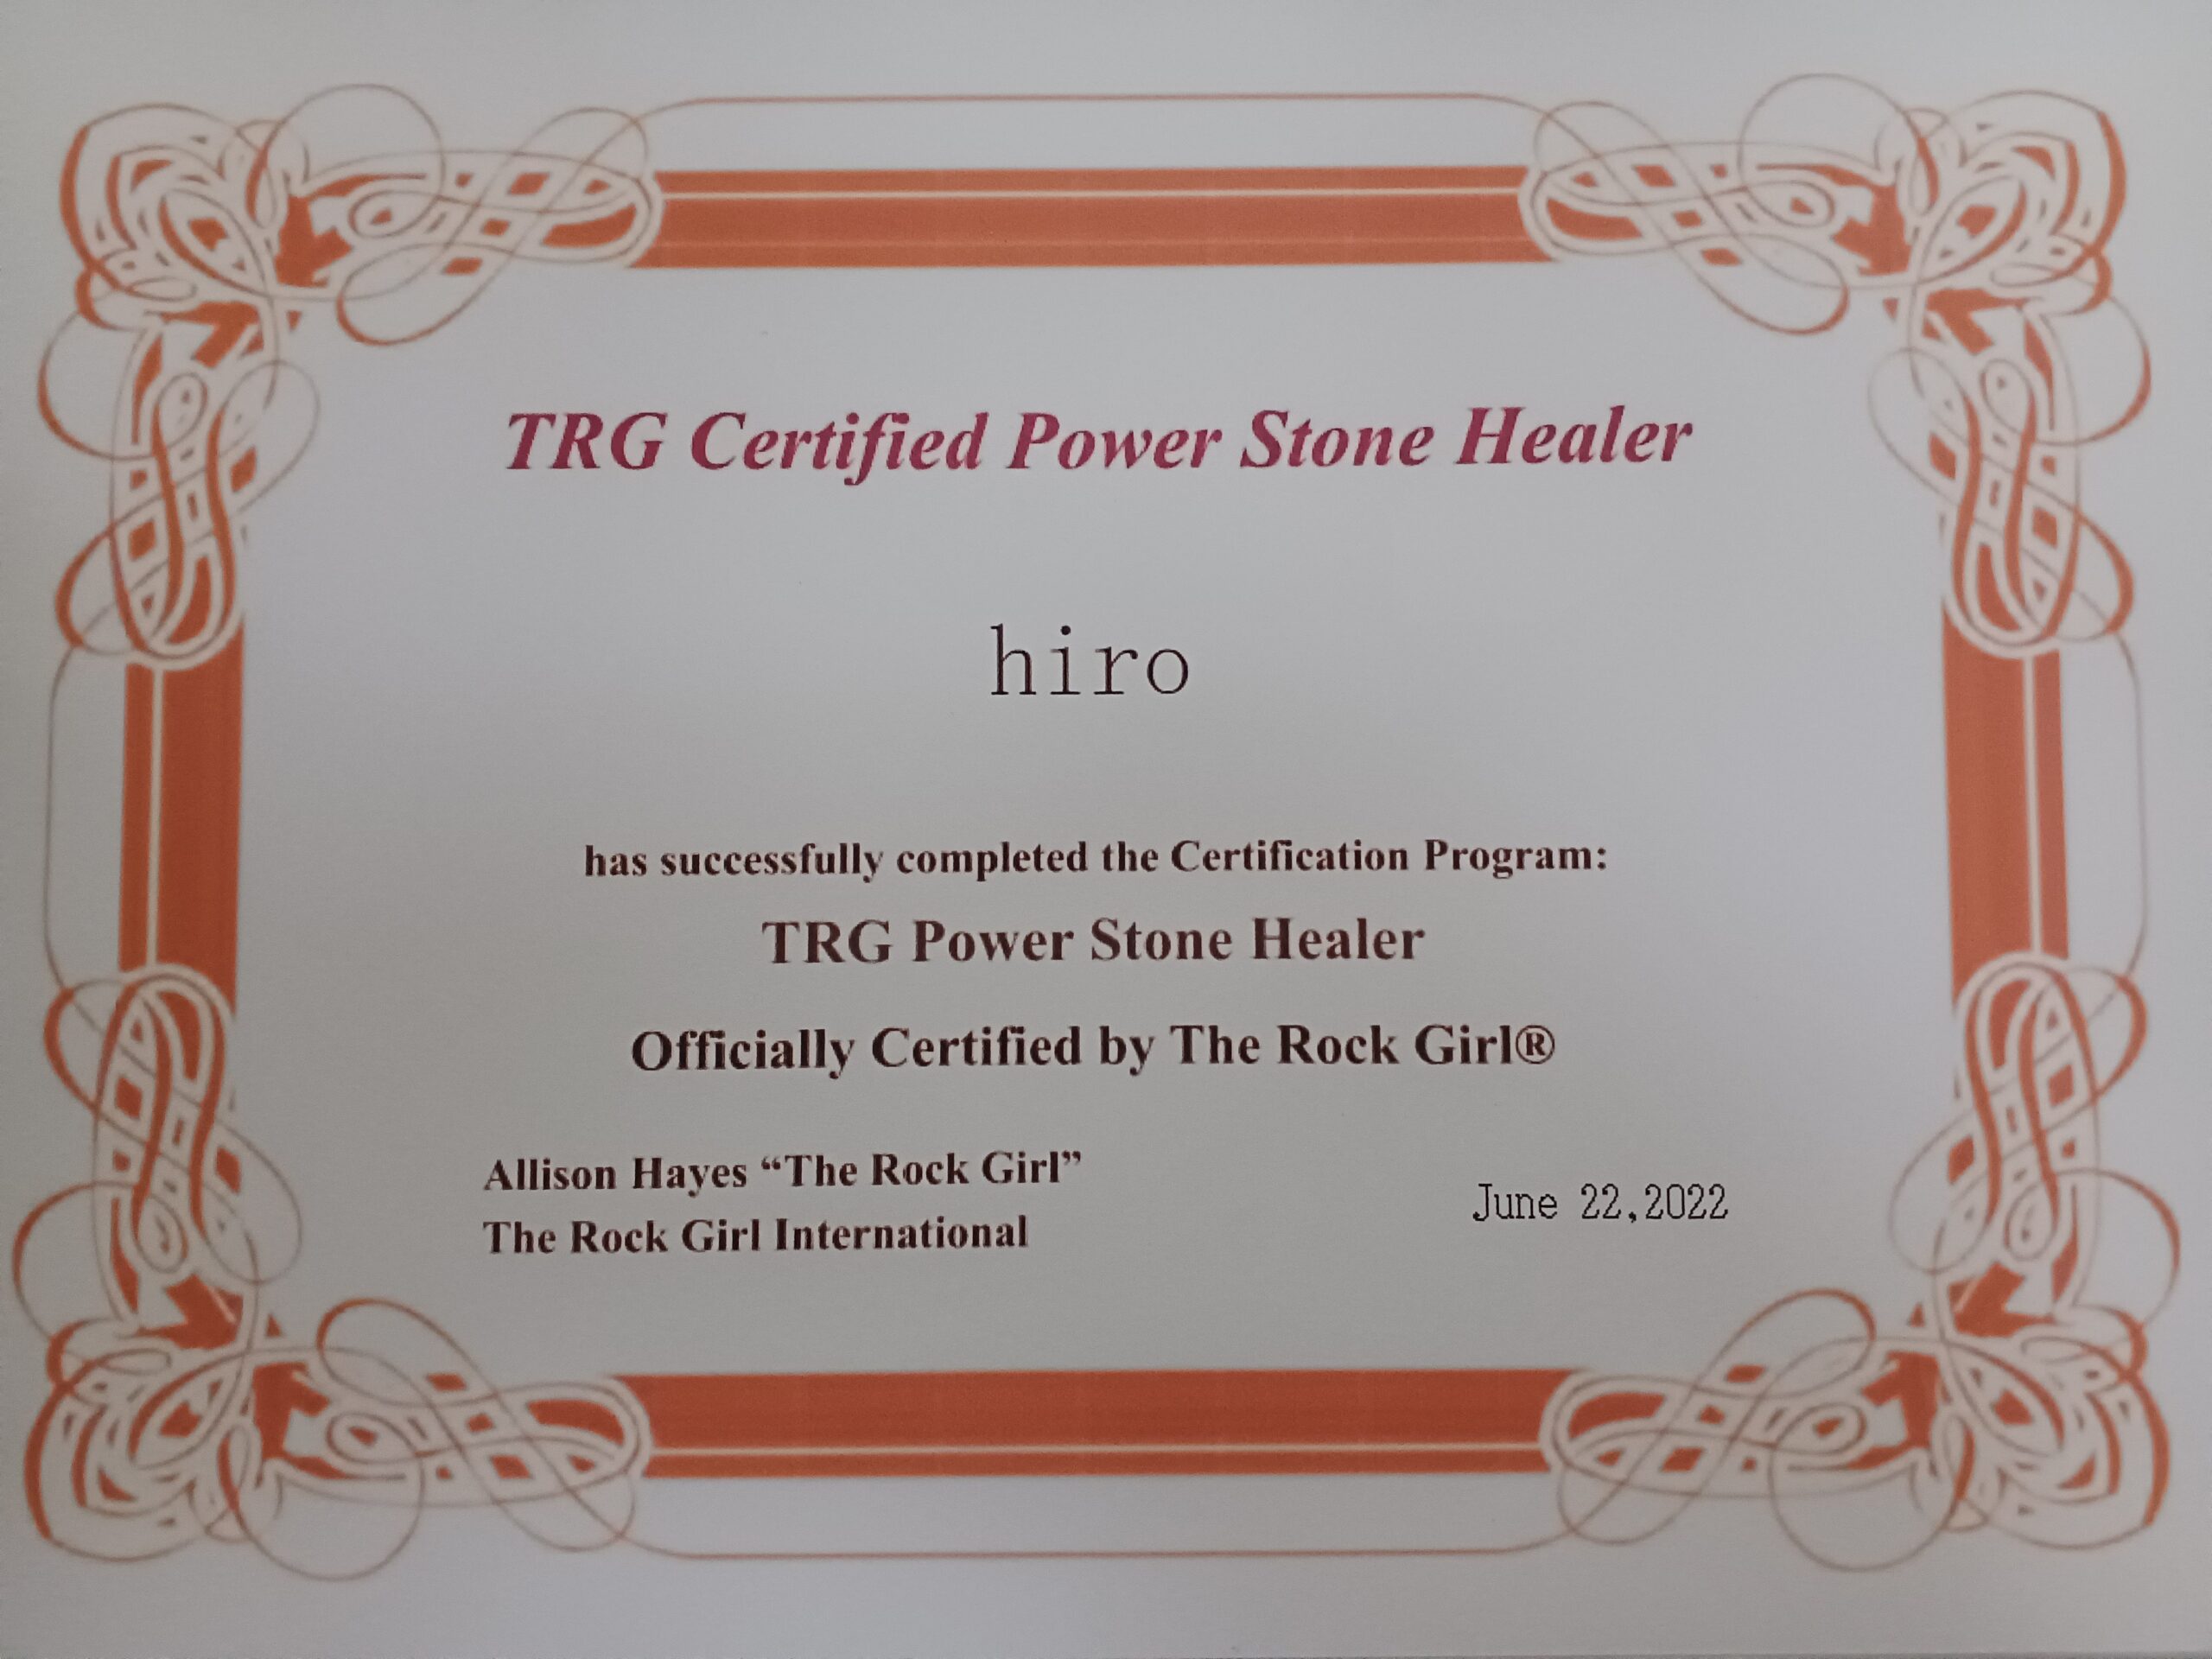 TRG Certified Power Stone Healer
hiro
has successfully completed the Certification Program:
TRG Power Stone Healer
Officially Certified by The Rock Girl®
Allison Hayes “The Rock Girl”
The Rock Girl International
June 22,2022